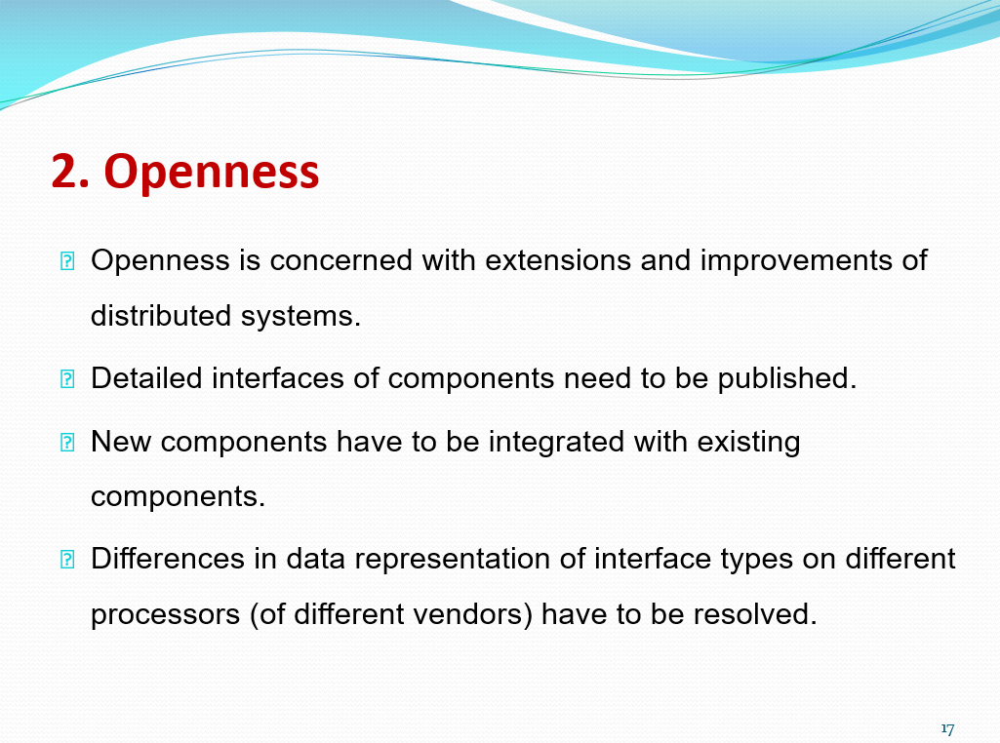 2. Openness
Openness is concerned with extensions and improvements of
distributed systems.
Detailed interfaces of components need to be published.
New components have to be integrated with existing
components.
Differences in data representation of interface types on different
processors (of different vendors) have to be resolved.
17